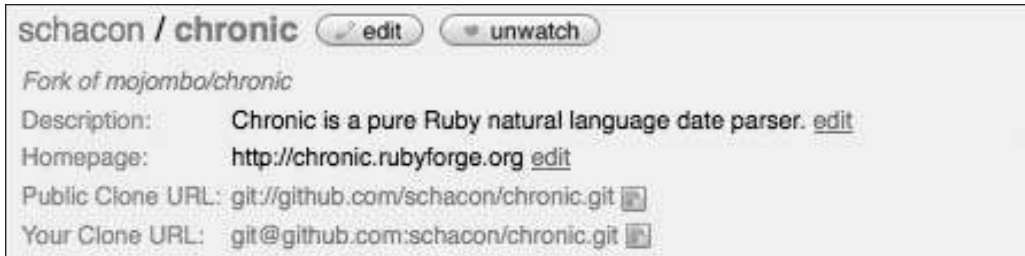 schacon / chronic edit unwatch
Fork of mojombo/chronic
Description: Chronic is a pure Ruby natural language date parser. edit
Homepage: http://chronic.rubyforge.org edit
Public Clone URL: git://github.com/schacon/chronic.git
Your Clone URL: git@github.com:schacon/chronic.git